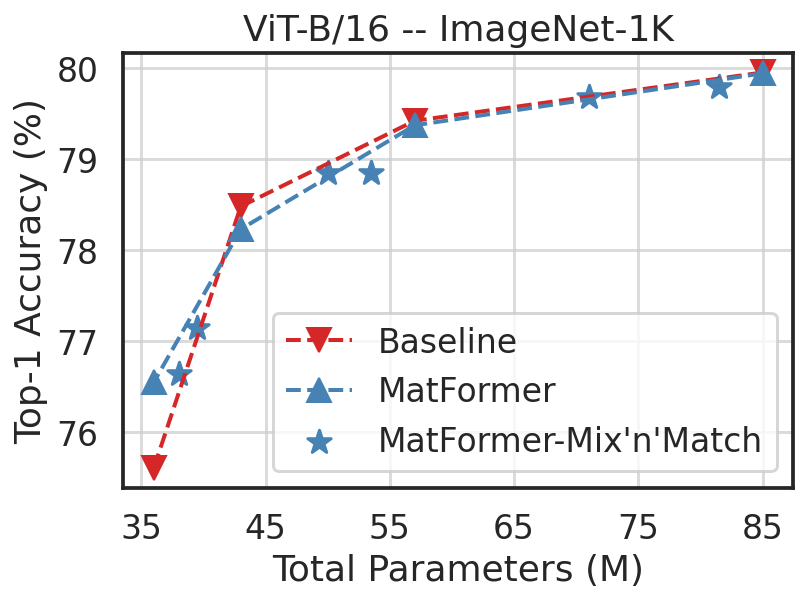 ViT-B/16 -- ImageNet-1K
Top-1 Accuracy (%)
80
79
78
77
76
Baseline
MatFormer
MatFormer-Mix'n'Match
35 45 55 65 75 85
Total Parameters (M)